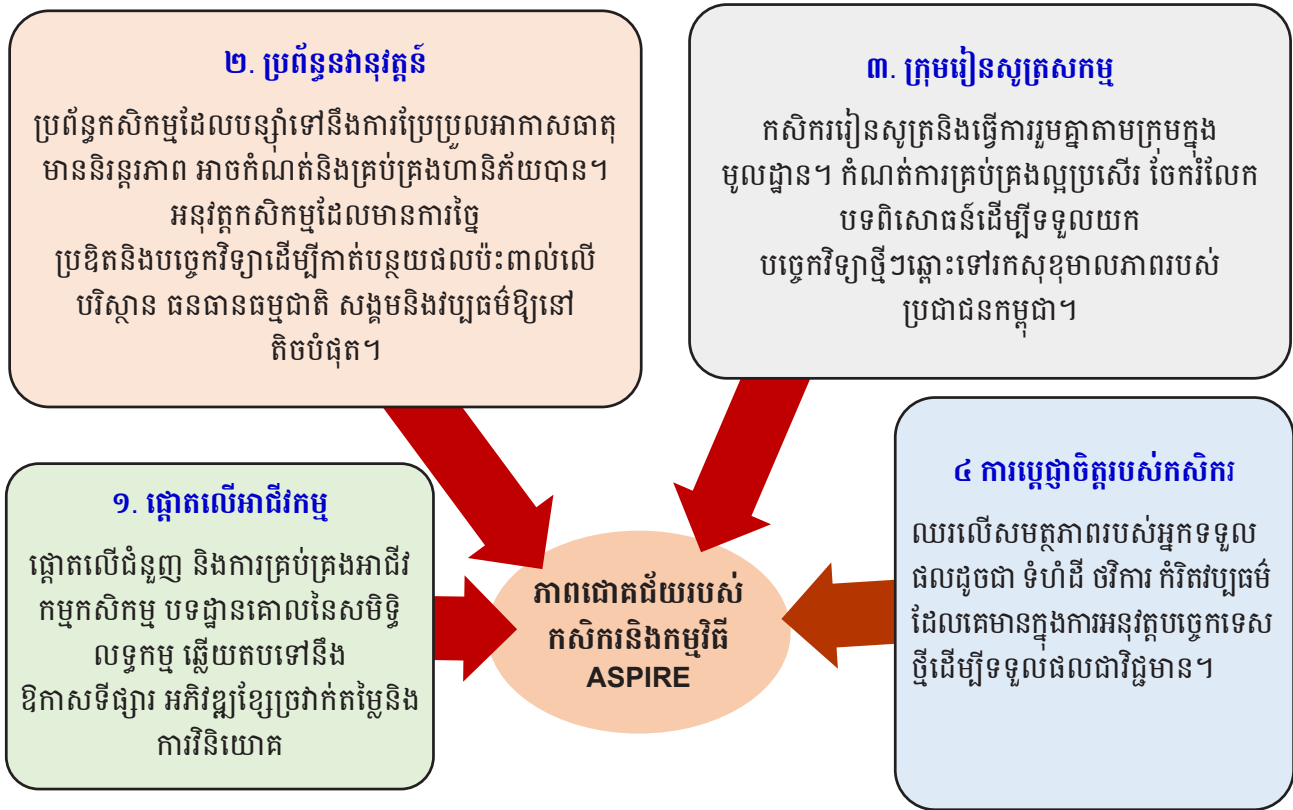 ២. ប្រព័ន្ធនវានុវត្តន៍
ប្រព័ន្ធកសិកម្មដែលបន្ស៊ាំទៅនឹងការប្រែប្រួលអាកាសធាតុ
មាននិរន្តរភាព អាចកំណត់និងគ្រប់គ្រងហានិភ័យបាន។
អនុវត្តកសិកម្មដែលមានការច្នៃ
ប្រឌិតនិងបច្ចេកវិទ្យាដើម្បីកាត់បន្ថយផលប៉ះពាល់លើ
បរិស្ថាន ធនធានធម្មជាតិ សង្គមនិងវប្បធម៌ឱ្យនៅ
តិចបំផុត។
៣. ក្រុមរៀនសូត្រសកម្ម
កសិកររៀនសូត្រនិងធ្វើការរួមគ្នាតាមក្រុមក្នុង
មូលដ្ឋាន។ កំណត់ការគ្រប់គ្រងល្អប្រសើរ ចែករំលែក
បទពិសោធន៍ដើម្បីទទួលយក
បច្ចេកវិទ្យាថ្មីៗឆ្ពោះទៅរកសុខុមាលភាពរបស់
ប្រជាជនកម្ពុជា។
១. ផ្តោតលើអាជីវកម្ម
ផ្តោតលើជំនួញ និងការគ្រប់គ្រងអាជីវ
កម្មកសិកម្ម បទដ្ឋានគោលនៃសមិទ្ធិ
លទ្ធកម្ម ឆ្លើយតបទៅនឹង
ឱកាសទីផ្សារ អភិវឌ្ឍខ្សែច្រវាក់តម្លៃនិង
ការវិនិយោគ
ភាពជោគជ័យរបស់
កសិករនិងកម្មវិធី
ASPIRE
៤ ការប្តេជ្ញាចិត្តរបស់កសិករ
ឈរលើសមត្ថភាពរបស់អ្នកទទួល
ផលដូចជា ទំហំដី ថវិការ កំរិតវប្បធម៌
ដែលគេមានក្នុងការអនុវត្តបច្ចេកទេស
ថ្មីដើម្បីទទួលផលជាវិជ្ជមាន។